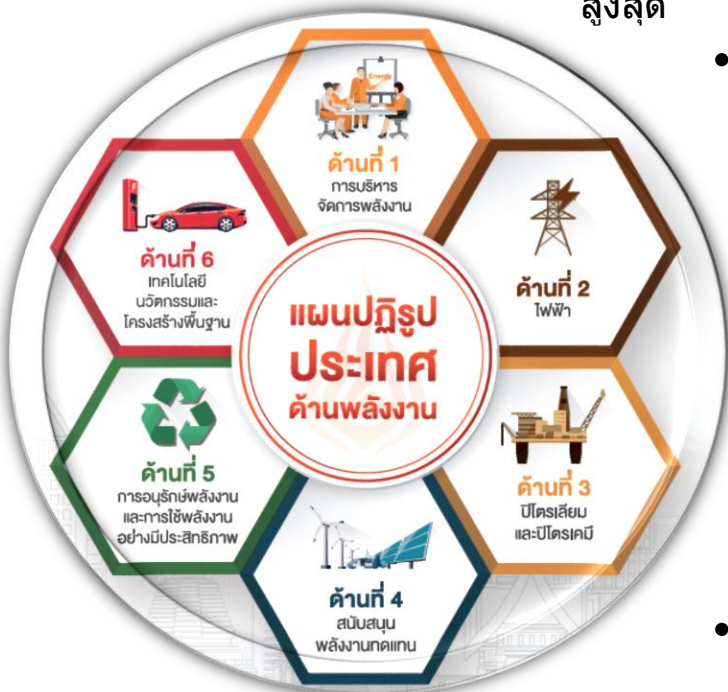 สูงสุด
•
Energy
ด้านที่ 1
การบริหาร
จัดการพลังงาน
ด้านที่ 6
เทคโนโลยี
นวัตกรรมและ
โครงสร้างพื้นฐาน
ด้านที่ 2
ไฟฟ้า
แผนปฏิรูป
ประเทศ
ด้านพลังงาน
ด้านที่ 5
การอนุรักษ์พลังงาน
และการใช้พลังงาน
อย่างมีประสิทธิภาพ
ด้านที่ 3
ปิโตรเลียม
และปิโตรเคมี
ด้านที่ 4
สนับสนุน
พลังงานทดแทน
•